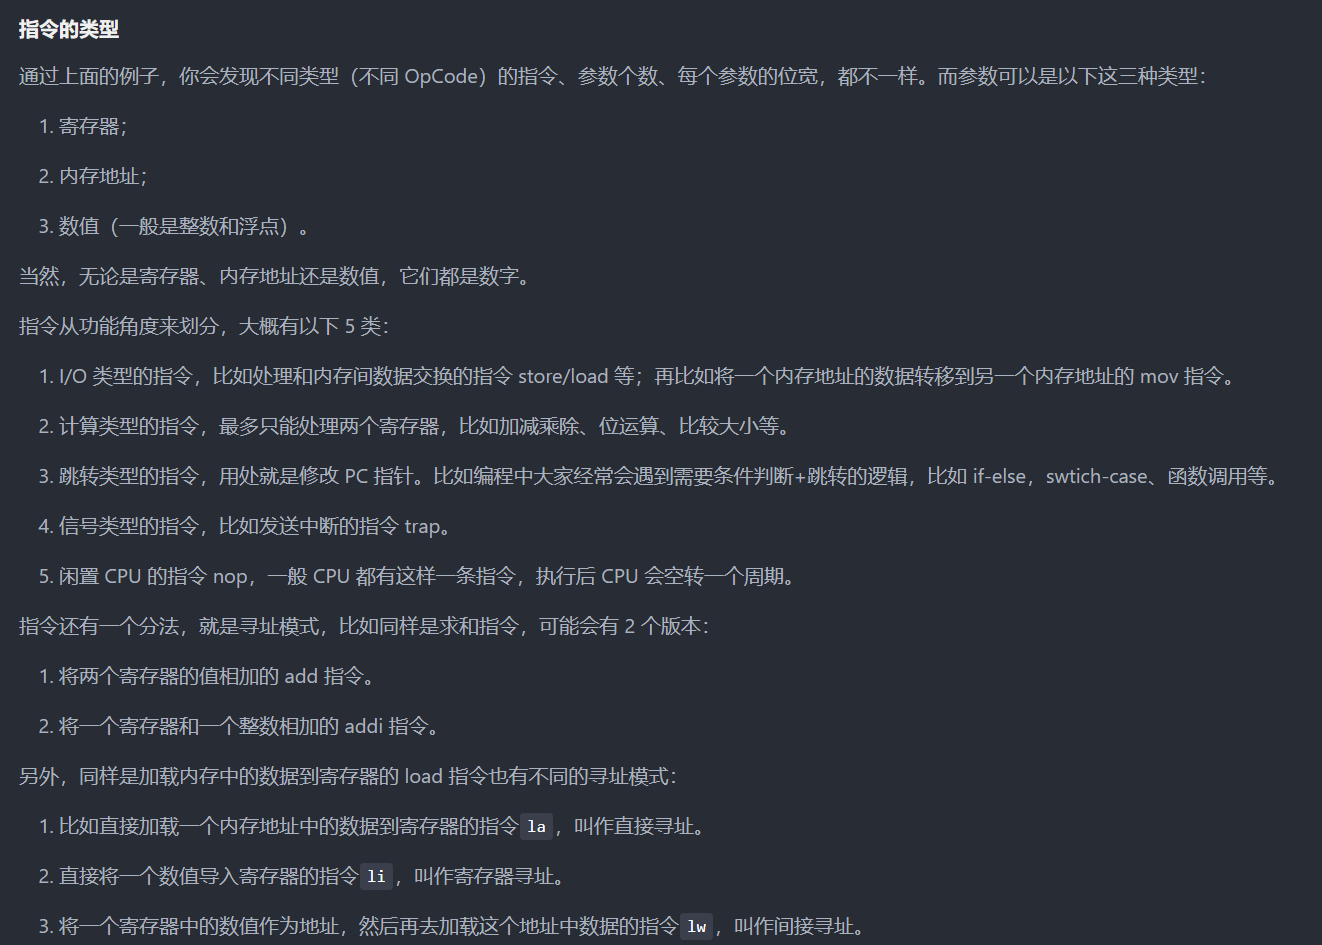 指令的类型
通过上面的例子，你会发现不同类型（不同 OpCode）的指令、参数个数、每个参数的位宽，都不一样。而参数可以是以下这三种类型：
1. 寄存器；
2. 内存地址；
3. 数值（一般是整数和浮点）。
当然，无论是寄存器、内存地址还是数值，它们都是数字。
指令从功能角度来划分，大概有以下 5 类：
1. I/O 类型的指令，比如处理和内存间数据交换的指令 store/load 等；再比如将一个内存地址的数据转移到另一个内存地址的 mov 指令。
2. 计算类型的指令，最多只能处理两个寄存器，比如加减乘除、位运算、比较大小等。
3. 跳转类型的指令，用处就是修改 PC 指针。比如编程中大家经常会遇到需要条件判断+跳转的逻辑，比如 if-else，swtich-case、函数调用等。
4. 信号类型的指令，比如发送中断的指令 trap。
5. 闲置 CPU 的指令 nop，一般 CPU 都有这样一条指令，执行后 CPU 会空转一个周期。
指令还有一个分法，就是寻址模式，比如同样是求和指令，可能会有 2 个版本：
1. 将两个寄存器的值相加的 add 指令。
2. 将一个寄存器和一个整数相加的 addi 指令。
另外，同样是加载内存中的数据到寄存器的 load 指令也有不同的寻址模式：
1. 比如直接加载一个内存地址中的数据到寄存器的指令 la，叫作直接寻址。
2. 直接将一个数值导入寄存器的指令 li，叫作寄存器寻址。
3. 将一个寄存器中的数值作为地址，然后再去加载这个地址中数据的指令 lw，叫作间接寻址。